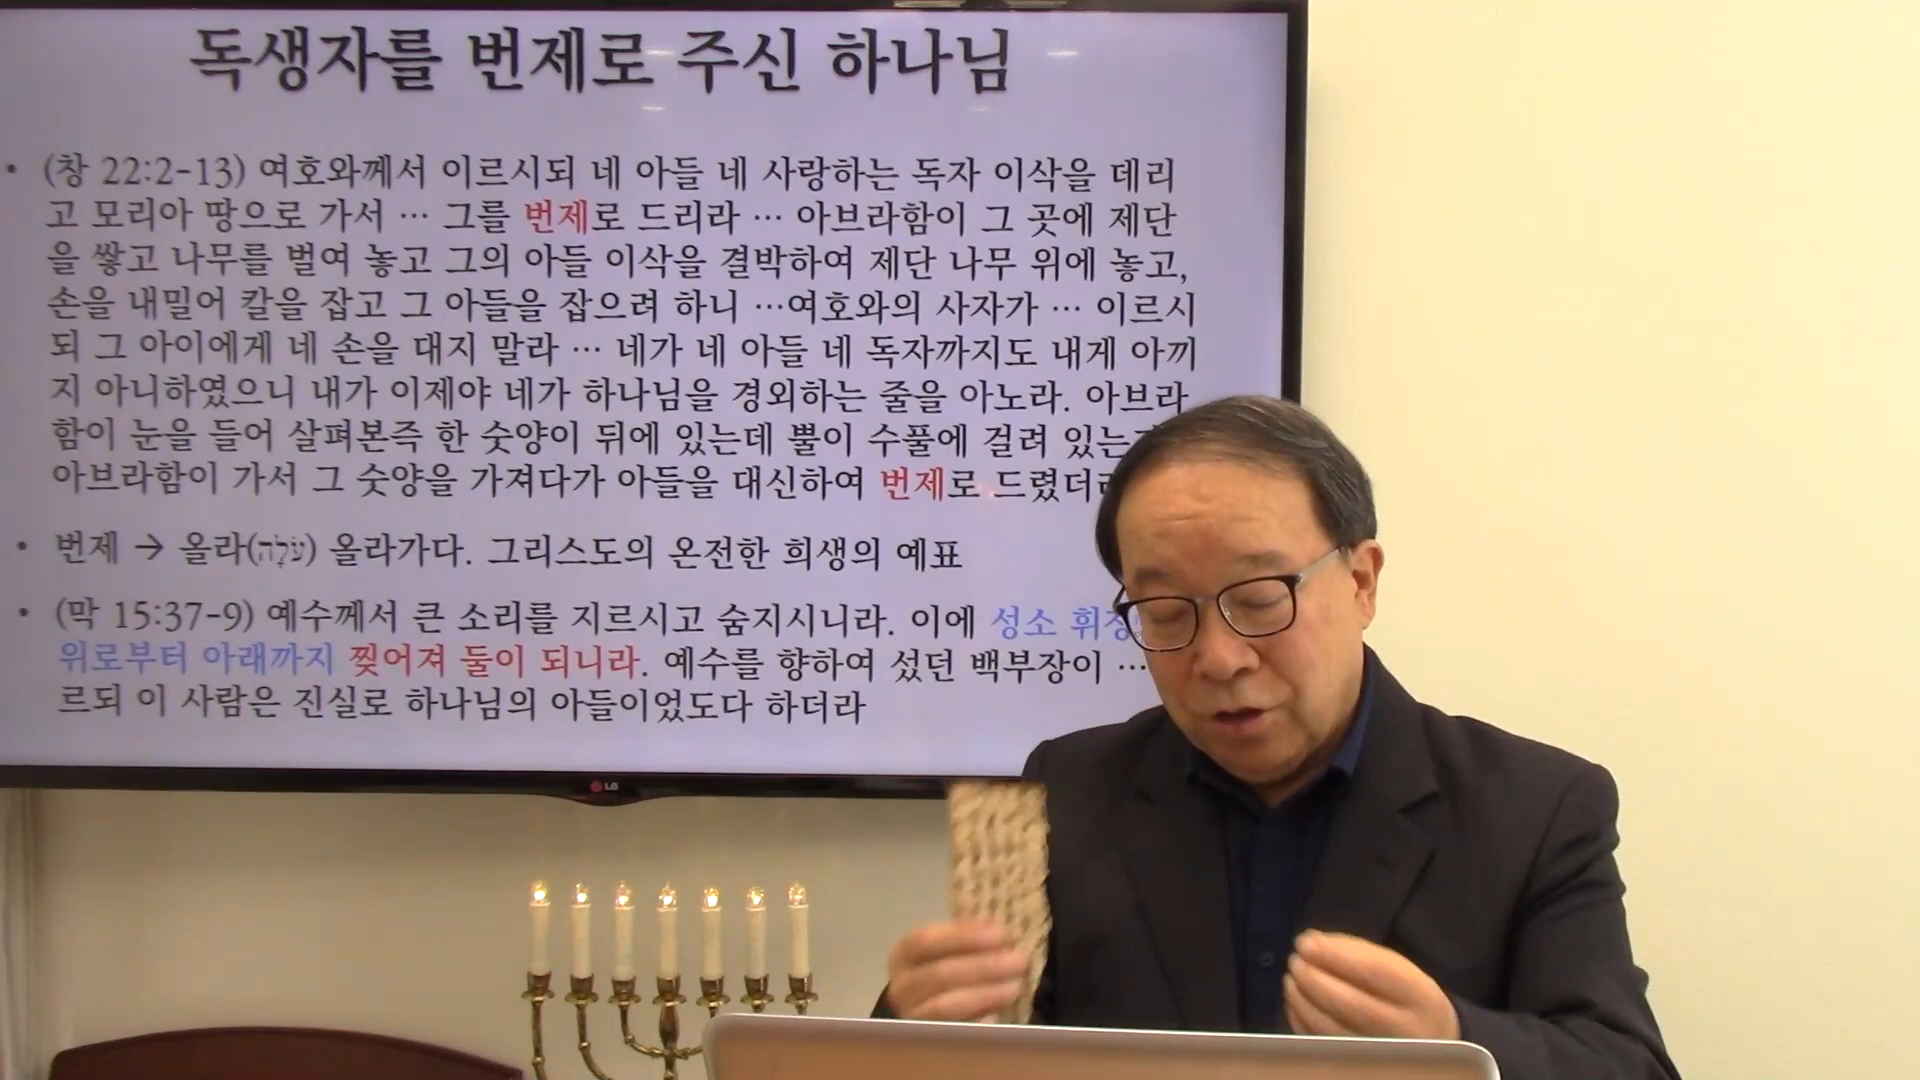 독생자를 번제로 주신 하나님
• (창 22:2-13) 여호와께서 이르시되 네 아들 네 사랑하는 독자 이삭을 데리
고 모리아 땅으로 가서 … 그를 번제로 드리라 … 아브라함이 그 곳에 제단
을 쌓고 나무를 벌여 놓고 그의 아들 이삭을 결박하여 제단 나무 위에 놓고,
손을 내밀어 칼을 잡고 그 아들을 잡으려 하니 …여호와의 사자가 … 이르시
되 그 아이에게 네 손을 대지 말라 … 네가 네 아들 네 독자까지도 내게 아끼
지 아니하였으니 내가 이제야 네가 하나님을 경외하는 줄을 아노라. 아브라
함이 눈을 들어 살펴본즉 한 숫양이 뒤에 있는데 뿔이 수풀에 걸려 있는
아브라함이 가서 그 숫양을 가져다가 아들을 대신하여 번제로 드렸더
• 번제 → 올라(עֹלָה) 올라가다. 그리스도의 온전한 희생의 예표
• (막 15:37-9) 예수께서 큰 소리를 지르시고 숨지시니라. 이에 성소 휘장
위로부터 아래까지 찢어져 둘이 되니라. 예수를 향하여 섰던 백부장이 …
르되 이 사람은 진실로 하나님의 아들이었도다 하더라
LG